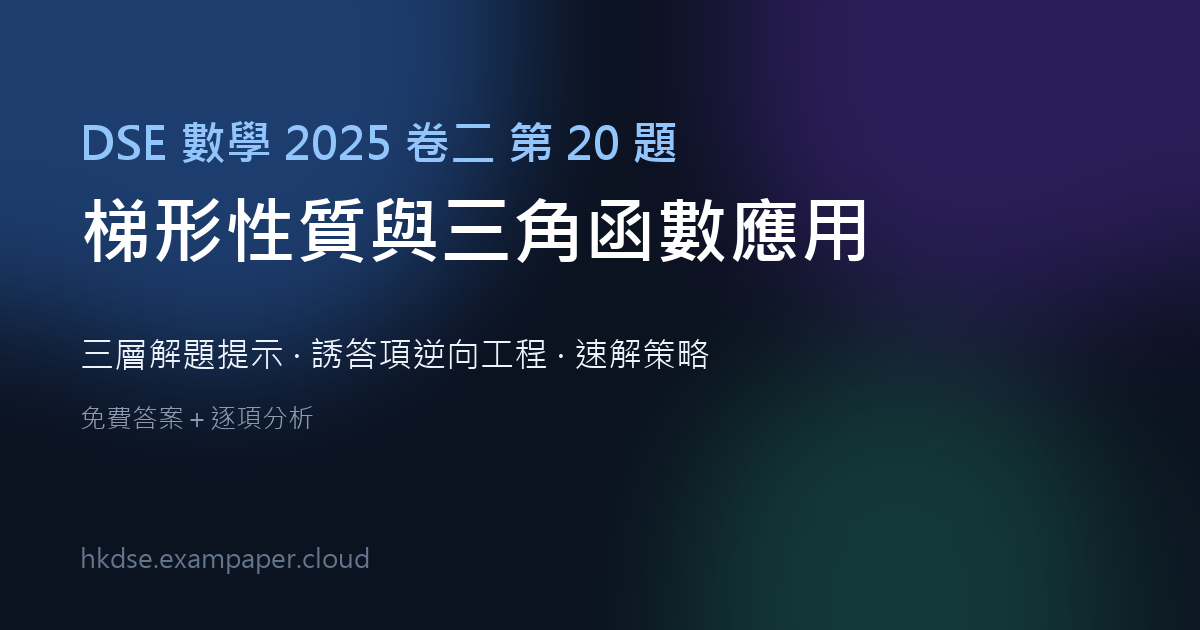 DSE 數學 2025 卷二 第 20 題
梯形性質與三角函數應用
三層解題提示 · 誘答項逆向工程 · 速解策略
免費答案 + 逐項分析
hkdse.exampaper.cloud